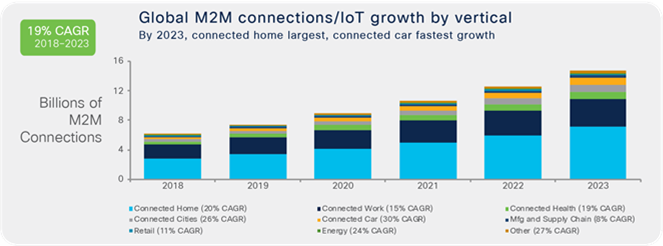 19% CAGR
2018-2023
Global M2M connections/IoT growth by vertical
By 2023, connected home largest, connected car fastest growth
Billions of
M2M
Connections
16
12
8
4
0
2018 2019 2020 2021 2022 2023
Connected Home (20% CAGR) Connected Work (15% CAGR) Connected Health (19% CAGR)
Connected Cities (26% CAGR) Connected Car (30% CAGR) Mfg and Supply Chain (8% CAGR)
Retail (11% CAGR) Energy (24% CAGR) Other (27% CAGR)